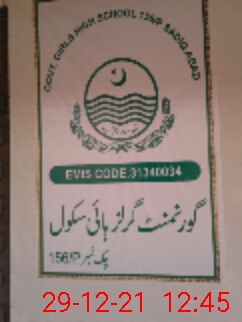 GOVT. GIRLS HIGH SCHOOL 156/P SADIQ ABAD
EMIS CODE:31340034
گورنمنٹ گرلز ہائی سکول
چک نمبر 156/P
29-12-21 12:45